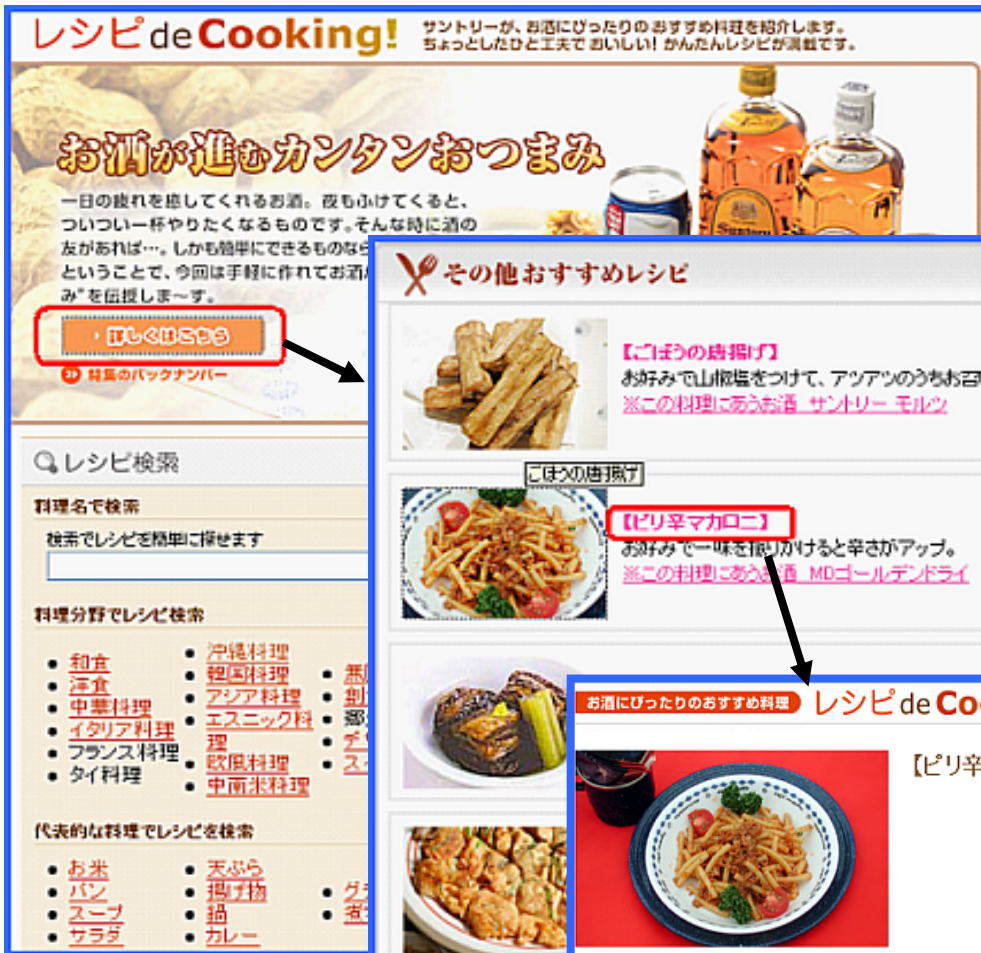 レシピ de Cooking!
サントリーが、お酒にぴったりのおすすめ料理を紹介します。
ちょっとしたひと工夫でおいしい! かんたんレシピが満載です。
お酒が進むカンタンおつまみ
一日の疲れを癒してくれるお酒。夜もふけてくると、
ついつい一杯やりたくなるものです。そんな時に酒の
友があれば…。しかも簡単にできるものなら
ということで、今回は手軽に作れてお酒
み"を伝授しま〜す。
詳しくはこちら
特集のバックナンバー
レシピ検索
料理名で検索
検索でレシピを簡単に探せます
料理分野でレシピ検索
和食
洋食
中華料理
イタリア料理
フランス料理
タイ料理
沖縄料理
韓国料理
アジア料理
エスニック料
理
欧風料理
中南米料理
代表的な料理でレシピを検索
お米
パン
スープ
サラダ
天ぷら
揚げ物
鍋
カレー
その他おすすめレシピ
【ごぼうの唐揚げ】
お好みで山椒塩をつけて、アツアツのうちお召
※この料理にあうお酒 サントリー モルツ
ごぼうの唐揚げ
【ピリ辛マカロニ】
お好みで一味を振りかけると辛さがアップ。
※この料理にあうお酒 MDゴールデンドライ
お酒にぴったりのおすすめ料理 レシピ de Co
【ピリ辛